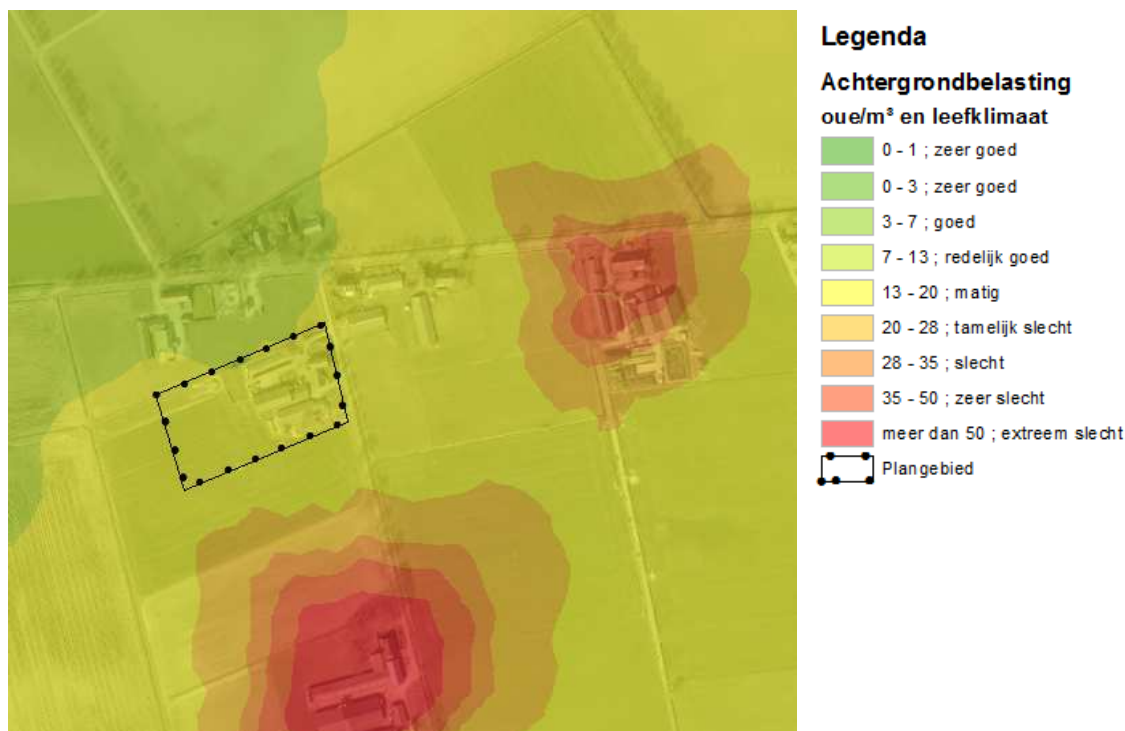 Legenda
Achtergrondbelasting
oue/m³ en leefklimaat
0 - 1 ; zeer goed
0 - 3 ; zeer goed
3 - 7 ; goed
7 - 13 ; redelijk goed
13 - 20 ; matig
20 - 28 ; tamelijk slecht
28 - 35 ; slecht
35 - 50 ; zeer slecht
meer dan 50 ; extreem slecht
Plangebied